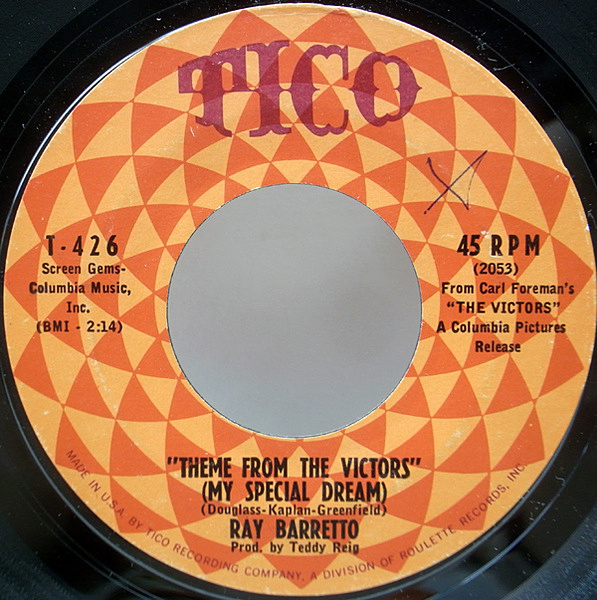 TICO
T-426
Screen Gems-
Columbia Music,
Inc.
(BMI - 2:14)
45 RPM
(2053)
From Carl Foreman's
"THE VICTORS"
A Columbia Pictures
Release
"THEME FROM THE VICTORS"
(MY SPECIAL DREAM)
(Douglass-Kaplan-Greenfield)
RAY BARRETTO
Prod. by Teddy Reig
MADE IN U.S.A. BY TICO RECORDING COMPANY, A DIVISION OF ROULETTE RECORDS, INC.